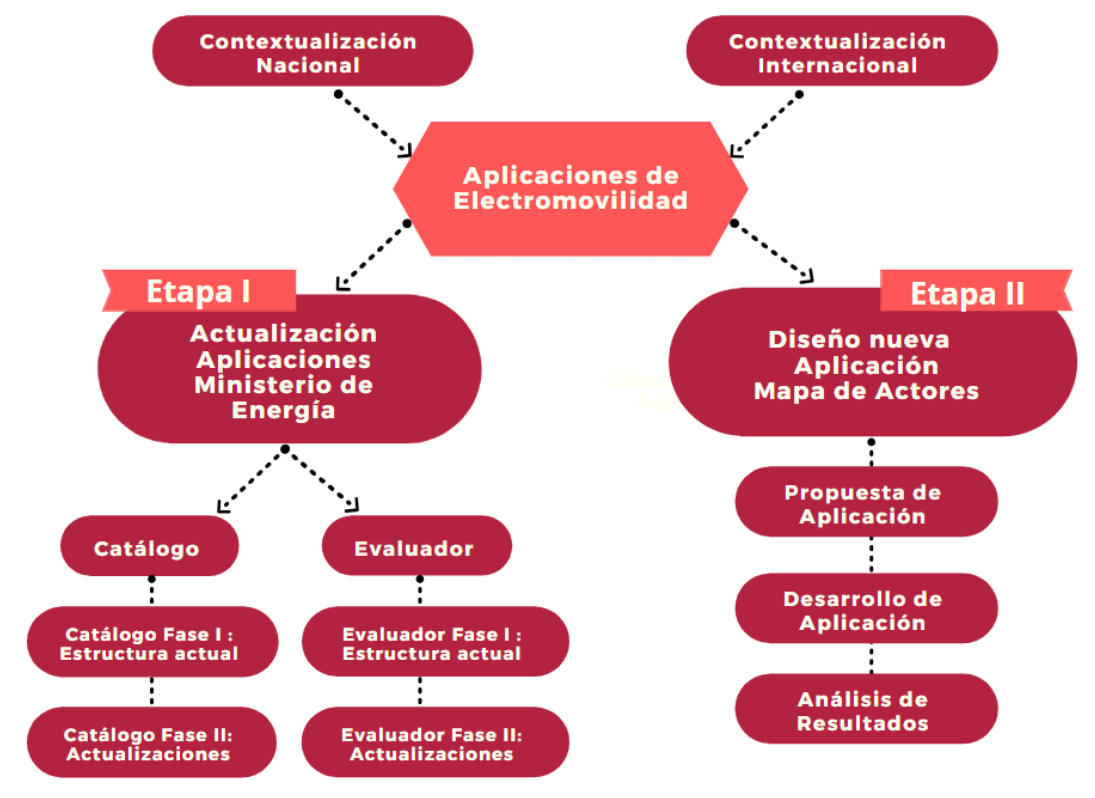 Contextualización
Nacional
Contextualización
Internacional
Aplicaciones de
Electromovilidad
Etapa I
Actualización
Aplicaciones
Ministerio de
Energía
Etapa II
Diseño nueva
Aplicación
Mapa de Actores
Catálogo
Evaluador
Catálogo Fase I :
Estructura actual
Evaluador Fase I :
Estructura actual
Catálogo Fase II:
Actualizaciones
Evaluador Fase II:
Actualizaciones
Propuesta de
Aplicación
Desarrollo de
Aplicación
Análisis de
Resultados